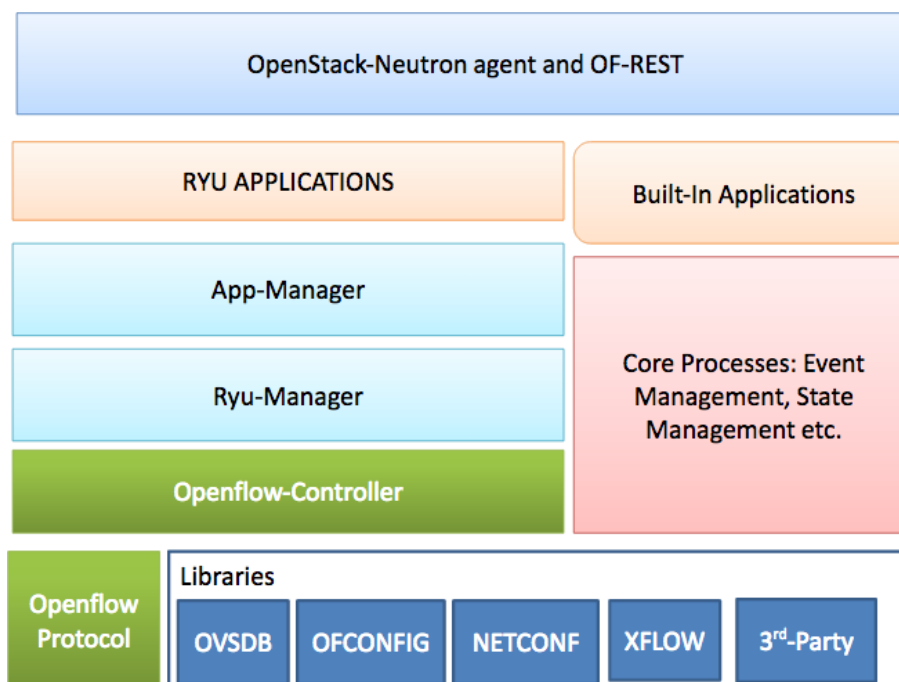 OpenStack-Neutron agent and OF-REST
RYU APPLICATIONS
Built-In Applications
App-Manager
Ryu-Manager
Core Processes: Event
Management, State
Management etc.
Openflow-Controller
Openflow
Protocol
Libraries
OVSDB
OFCONFIG
NETCONF
XFLOW
3rd-Party